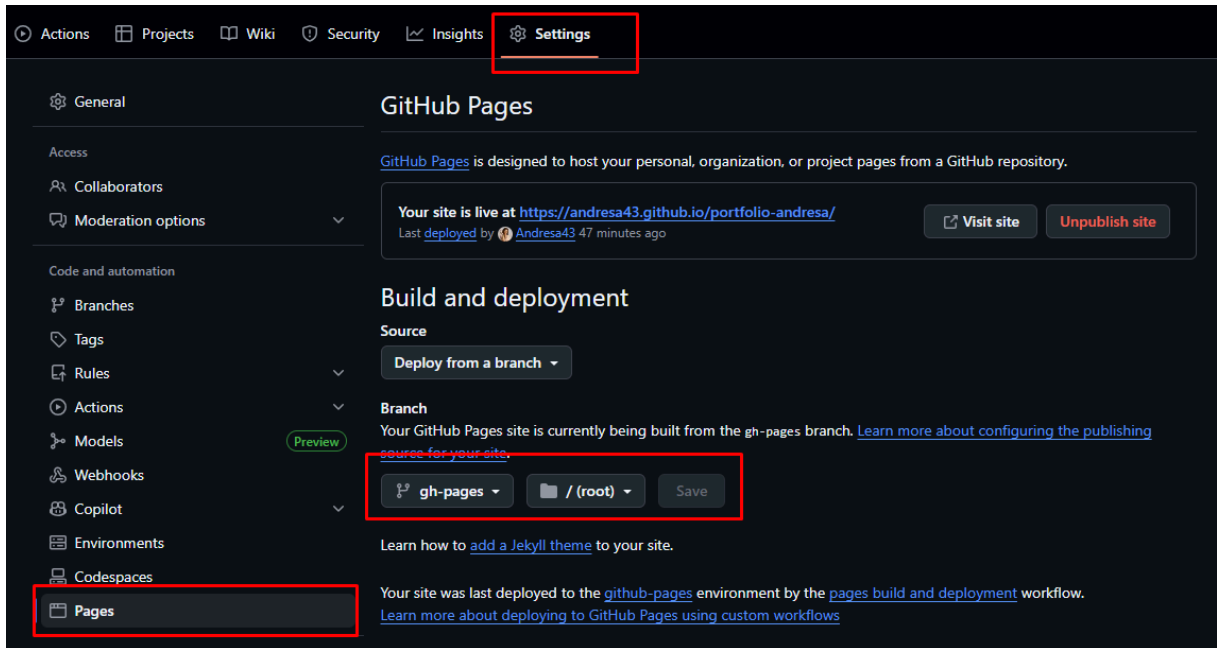 Actions Projects Wiki Security Insights Settings
General
Access
Collaborators
Moderation options
Code and automation
Branches
Tags
Rules
Actions
Models Preview
Webhooks
Copilot
Environments
Codespaces
Pages
GitHub Pages
GitHub Pages is designed to host your personal, organization, or project pages from a GitHub repository.
Your site is live at https://andresa43.github.io/portfolio-andresa/
Last deployed by Andresa43 47 minutes ago
Visit site Unpublish site
Build and deployment
Source
Deploy from a branch
Branch
Your GitHub Pages site is currently being built from the gh-pages branch. Learn more about configuring the publishing
source for your site.
gh-pages / (root) Save
Learn how to add a Jekyll theme to your site.
Your site was last deployed to the github-pages environment by the pages build and deployment workflow.
Learn more about deploying to GitHub Pages using custom workflows